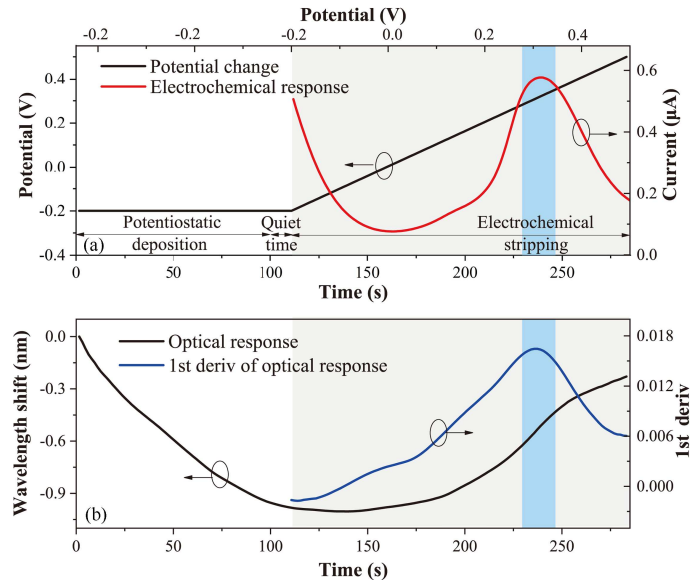 Potential (V)
-0.2 -0.2 0.0 0.2 0.4
Potential change
Electrochemical response
Potential (V)
0.4
0.2
0.0
-0.2
-0.4
0.6
0.4
0.2
0.0
Current (μA)
Potentiostatic
deposition
Quiet
time
Electrochemical
stripping
(a)
0 50 100 150 200 250
Time (s)
Optical response
1st deriv of optical response
Wavelength shift (nm)
0.0
-0.3
-0.6
-0.9
0.018
0.012
0.006
0.000
1st deriv
(b)
0 50 100 150 200 250
Time (s)